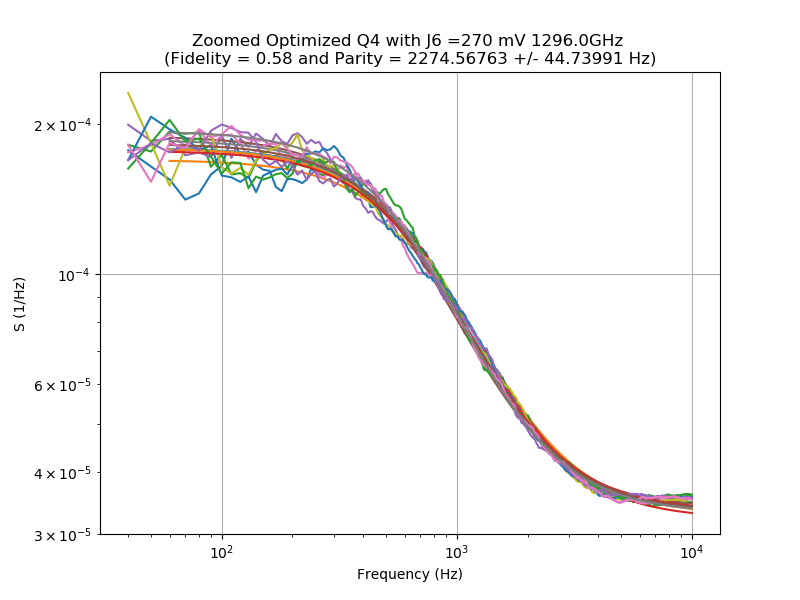 Zoomed Optimized Q4 with J6 =270 mV 1296.0GHz
(Fidelity = 0.58 and Parity = 2274.56763 +/- 44.73991 Hz)
2 × 10⁻⁴
10⁻⁴
6 × 10⁻⁵
4 × 10⁻⁵
3 × 10⁻⁵
S (1/Hz)
10² 10³ 10⁴
Frequency (Hz)